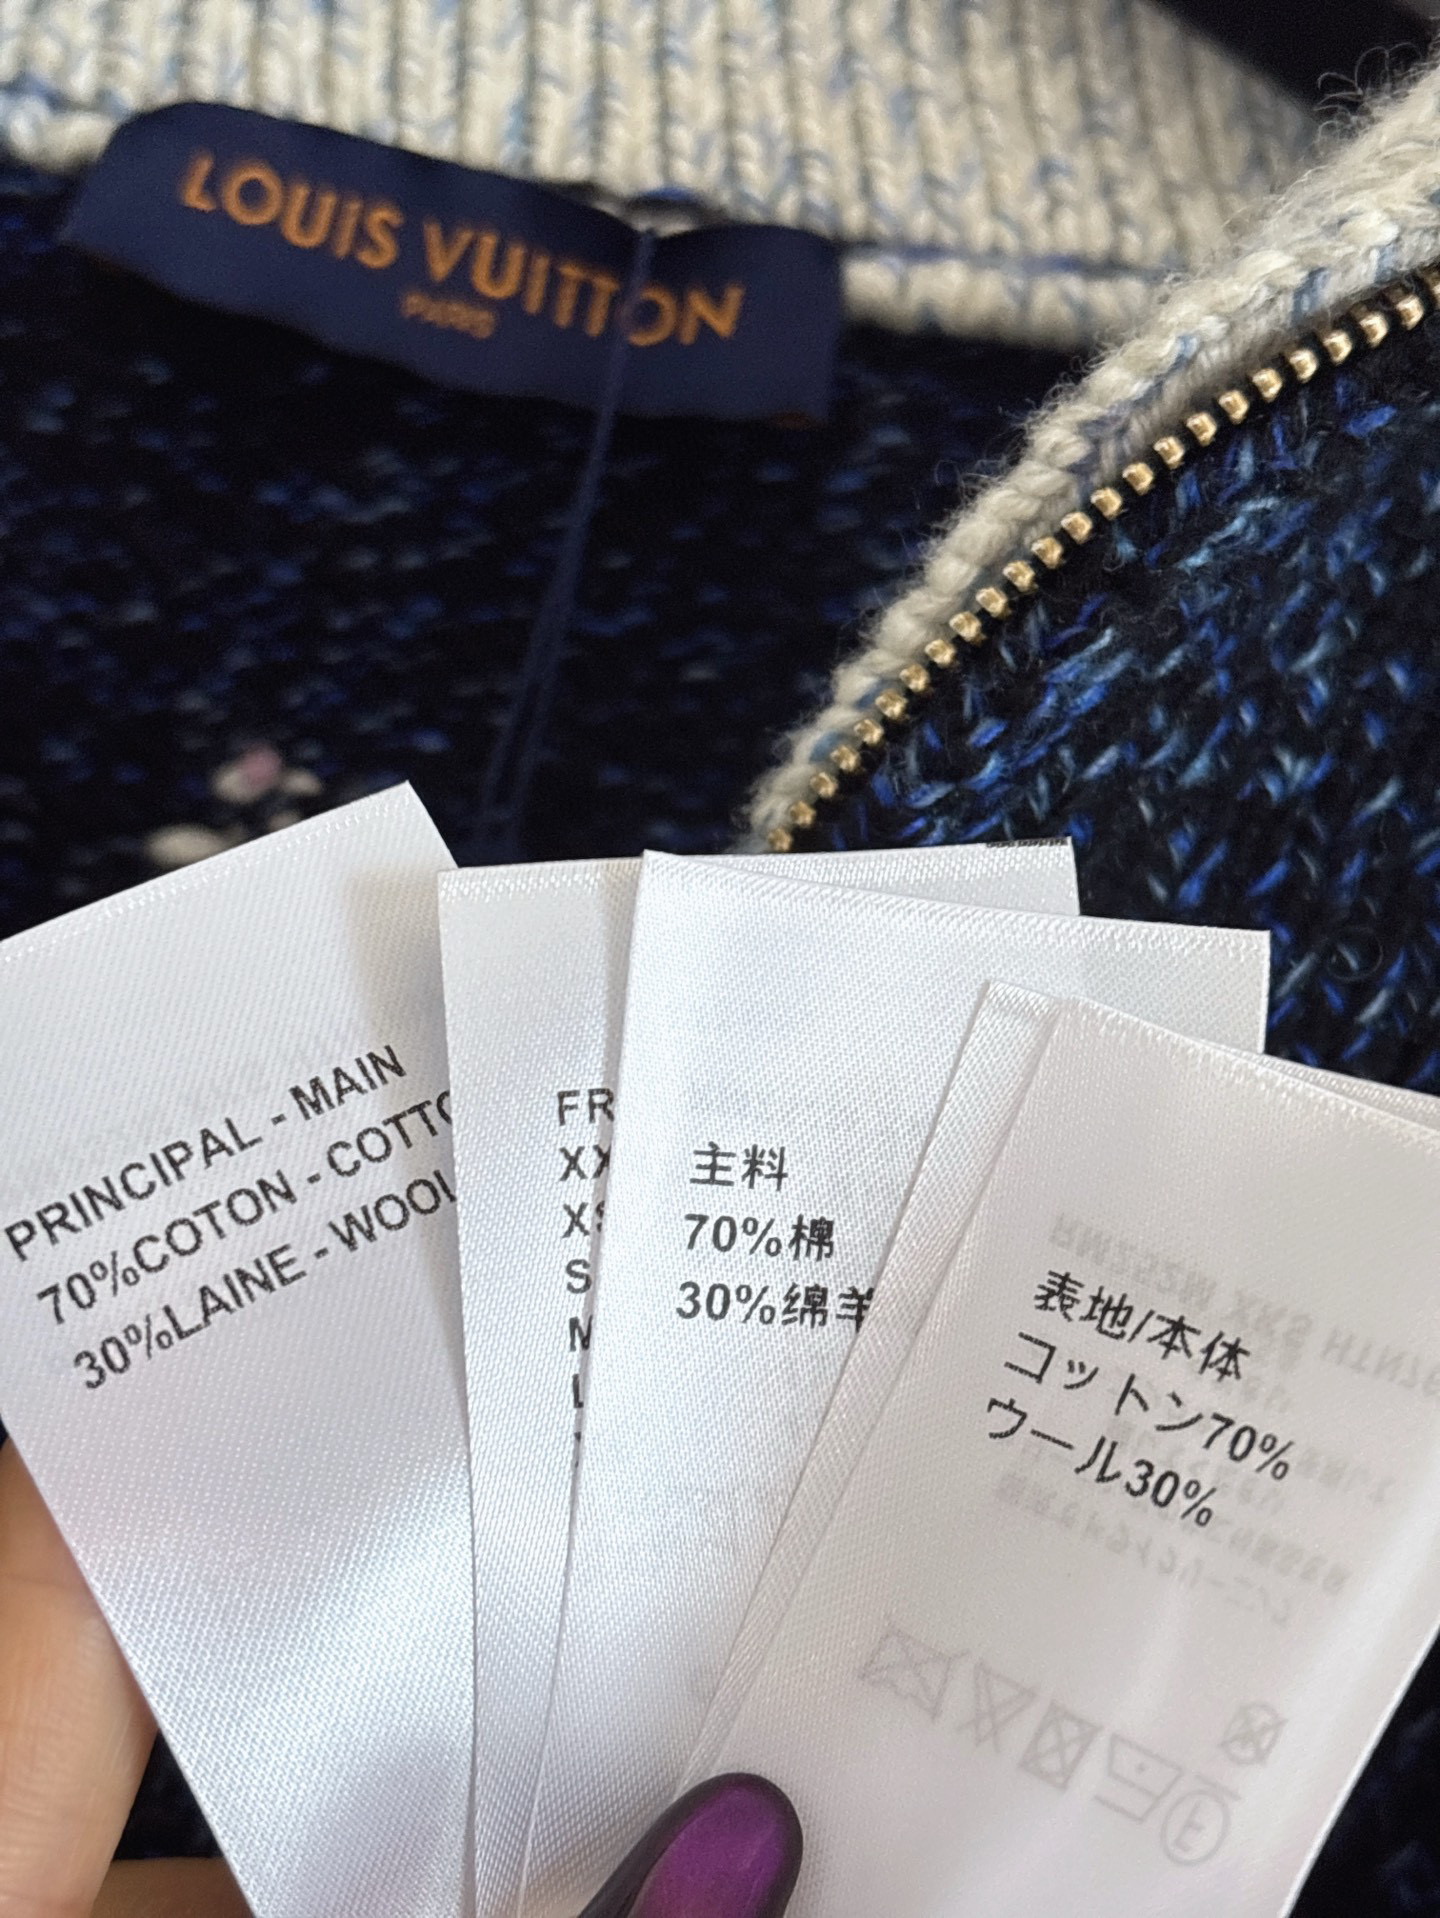 LOUIS VUITTON
PARIS
PRINCIPAL - MAIN
70%COTON - COTTO
30%LAINE - WOOL
FR
XX
XS
S
M
L
主料
70%棉
30%绵羊
表地/本体
コットン70%
ウール30%